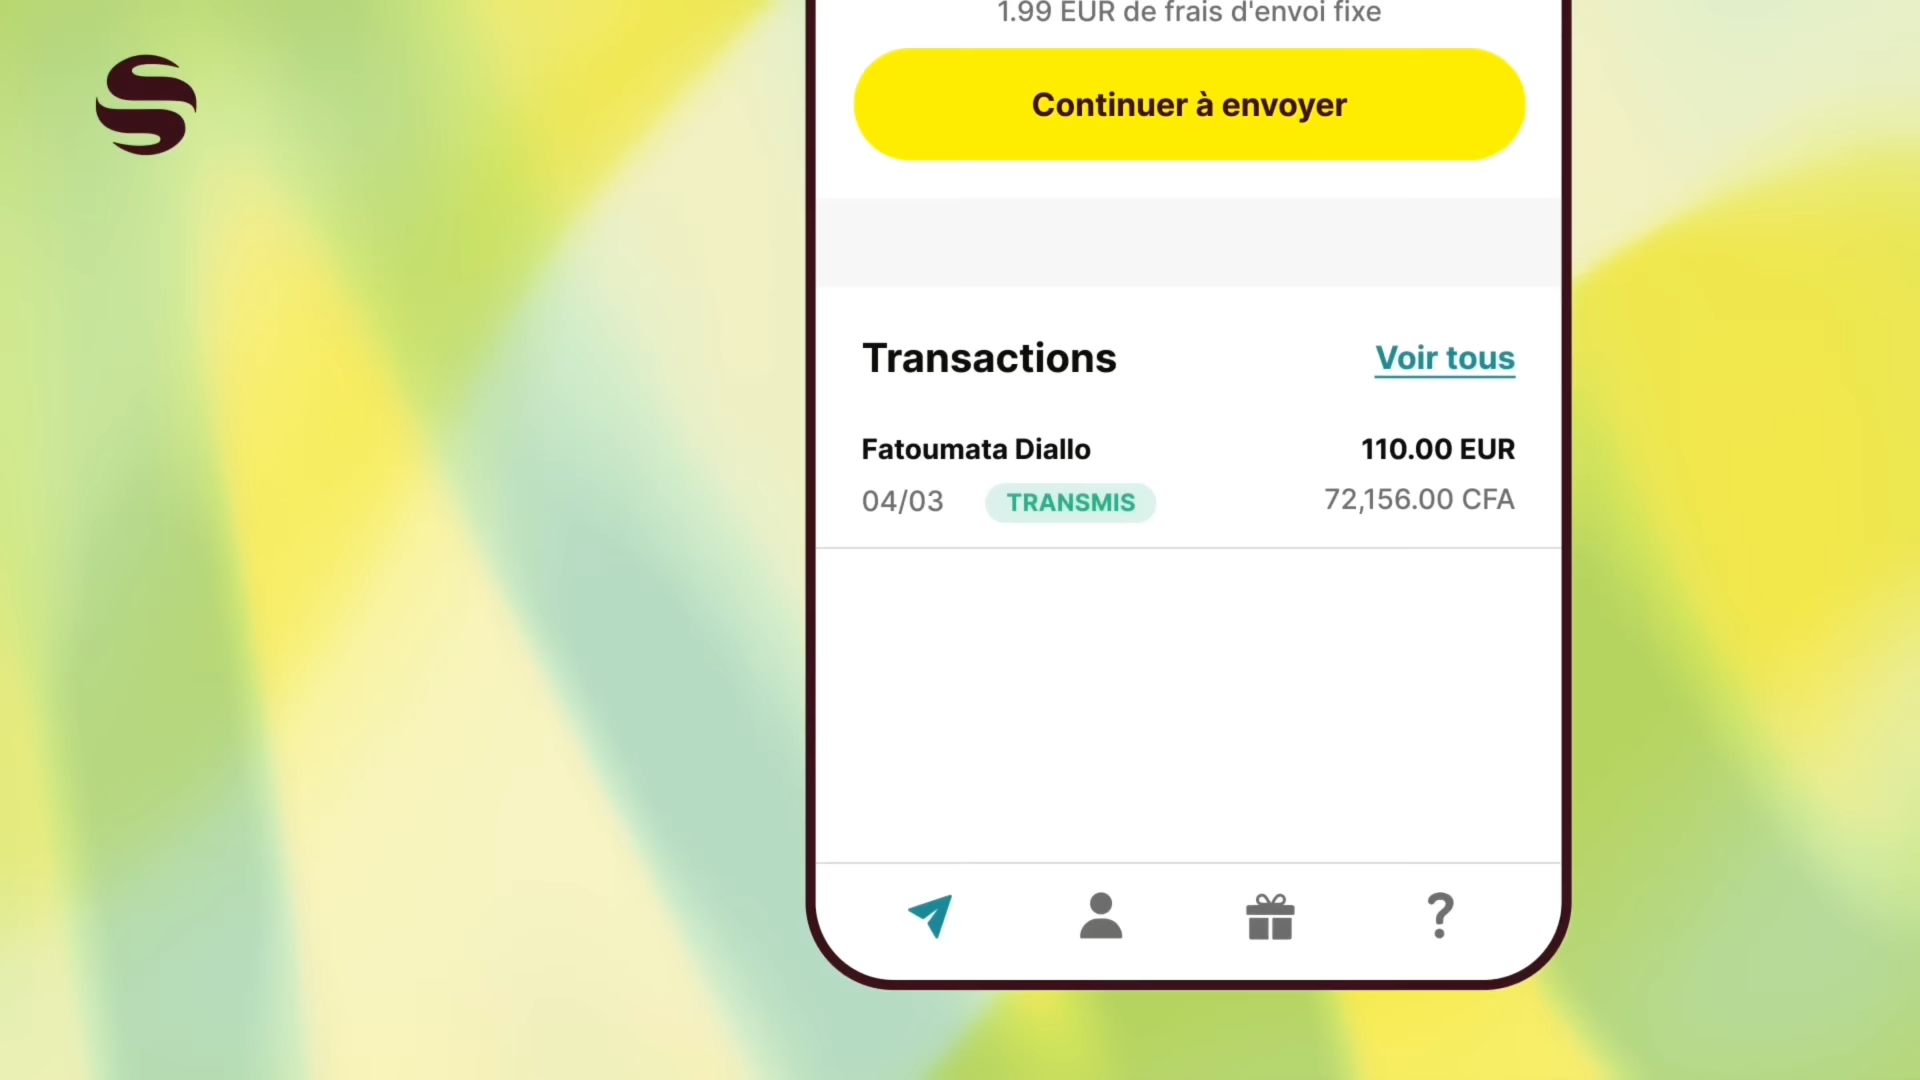 1.99 EUR de frais d'envoi fixe
Continuer à envoyer
Transactions
Voir tous
Fatoumata Diallo
110.00 EUR
04/03
TRANSMIS
72,156.00 CFA